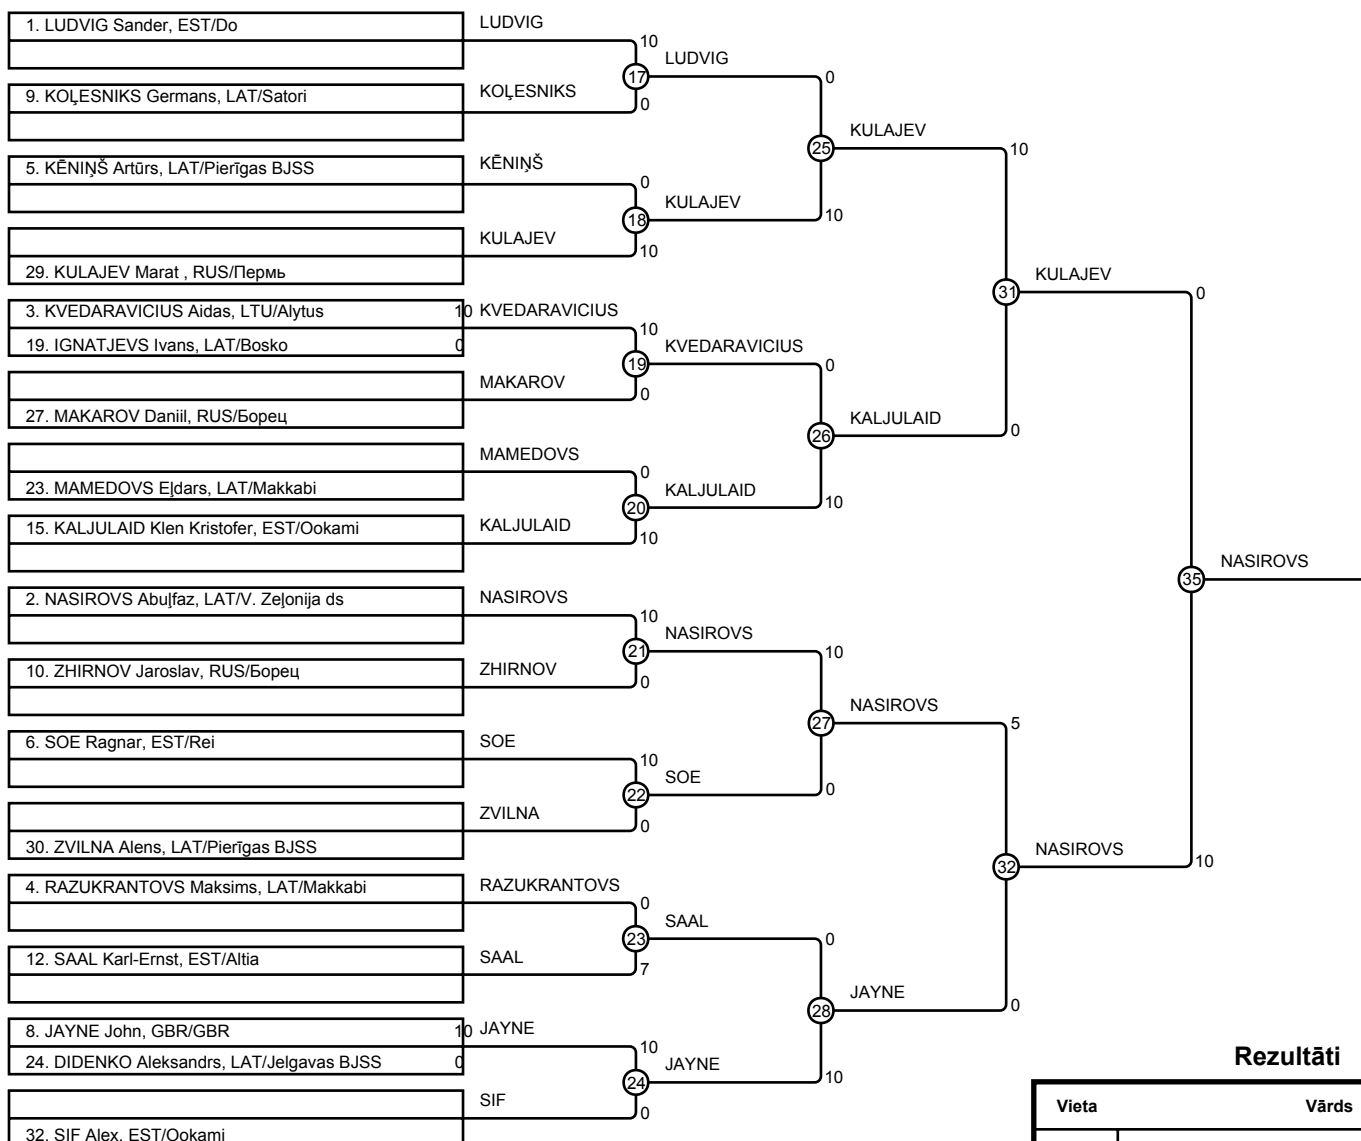 1. LUDVIG Sander, EST/Do
9. KOĻESNIKS Germans, LAT/Satori
5. KĒNIŅŠ Artūrs, LAT/Pierīgas BJSS
29. KULAJEV Marat , RUS/Пермь
3. KVEDARAVICIUS Aidas, LTU/Alytus 10
19. IGNATJEVS Ivans, LAT/Bosko 0
27. MAKAROV Daniil, RUS/Борец
23. MAMEDOVS Eļdars, LAT/Makkabi
15. KALJULAID Klen Kristofer, EST/Ookami
2. NASIROVS Abuļfaz, LAT/V. Zeļonija ds
10. ZHIRNOV Jaroslav, RUS/Борец
6. SOE Ragnar, EST/Rei
30. ZVILNA Alens, LAT/Pierīgas BJSS
4. RAZUKRANTOVS Maksims, LAT/Makkabi
12. SAAL Karl-Ernst, EST/Altia
8. JAYNE John, GBR/GBR 10
24. DIDENKO Aleksandrs, LAT/Jelgavas BJSS 0
32. SIF Alex, EST/Ookami
LUDVIG
10
17
KOĻESNIKS
0
KĒNIŅŠ
0
18
KULAJEV
10
KVEDARAVICIUS
10
19
MAKAROV
0
MAMEDOVS
0
20
KALJULAID
10
NASIROVS
10
21
ZHIRNOV
0
SOE
10
22
ZVILNA
0
RAZUKRANTOVS
0
23
SAAL
7
JAYNE
10
24
SIF
0
LUDVIG
0
25
KULAJEV
10
KVEDARAVICIUS
0
26
KALJULAID
10
NASIROVS
10
27
SOE
0
SAAL
0
28
JAYNE
10
KULAJEV
10
31
KALJULAID
0
NASIROVS
5
32
JAYNE
0
KULAJEV
0
35
NASIROVS
10
NASIROVS
Rezultāti
Vieta Vārds